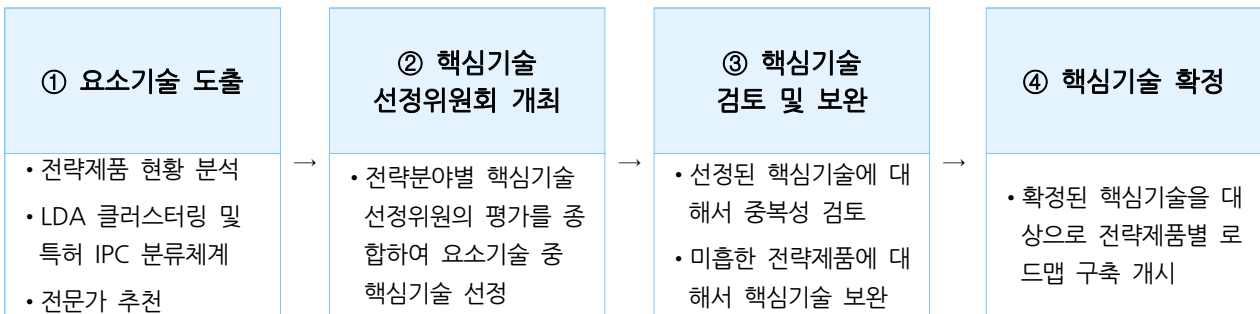 ① 요소기술 도출
• 전략제품 현황 분석
• LDA 클러스터링 및
특허 IPC 분류체계
• 전문가 추천
→
② 핵심기술
선정위원회 개최
• 전략분야별 핵심기술
선정위원의 평가를 종
합하여 요소기술 중
핵심기술 선정
→
③ 핵심기술
검토 및 보완
• 선정된 핵심기술에 대
해서 중복성 검토
• 미흡한 전략제품에 대
해서 핵심기술 보완
→
④ 핵심기술 확정
• 확정된 핵심기술을 대
상으로 전략제품별 로
드맵 구축 개시